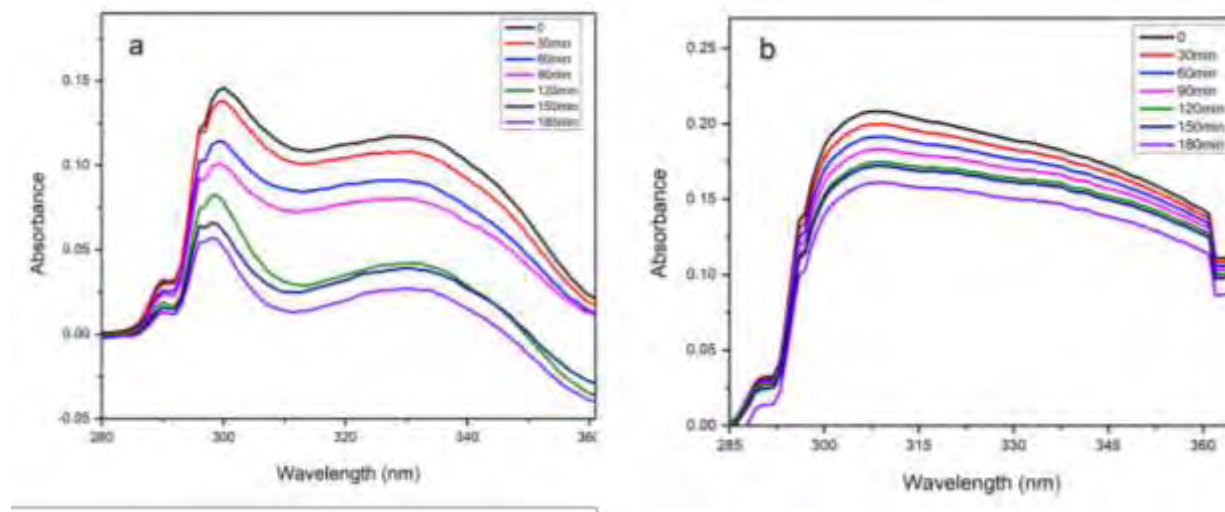 a
0
30min
60min
90min
120min
150min
180min
0.15
0.10
0.05
0.00
-0.05
280
300
320
340
360
Absorbance
Wavelength (nm)
b
0
30min
60min
90min
120min
150min
180min
0.25
0.20
0.15
0.10
0.05
0.00
285
300
315
330
345
360
Absorbance
Wavelength (nm)